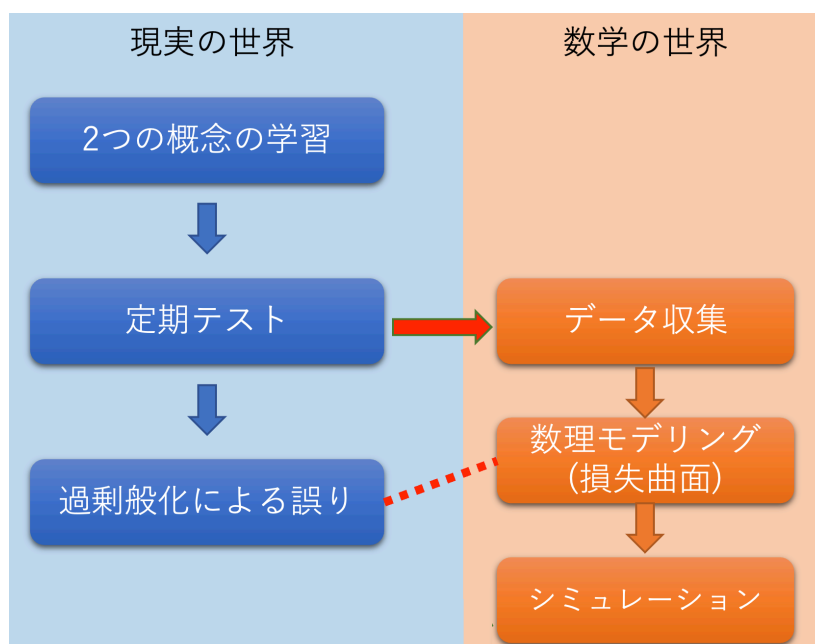 現実の世界
数学の世界
2つの概念の学習
定期テスト
データ収集
過剰般化による誤り
数理モデリング
(損失曲面)
シミュレーション